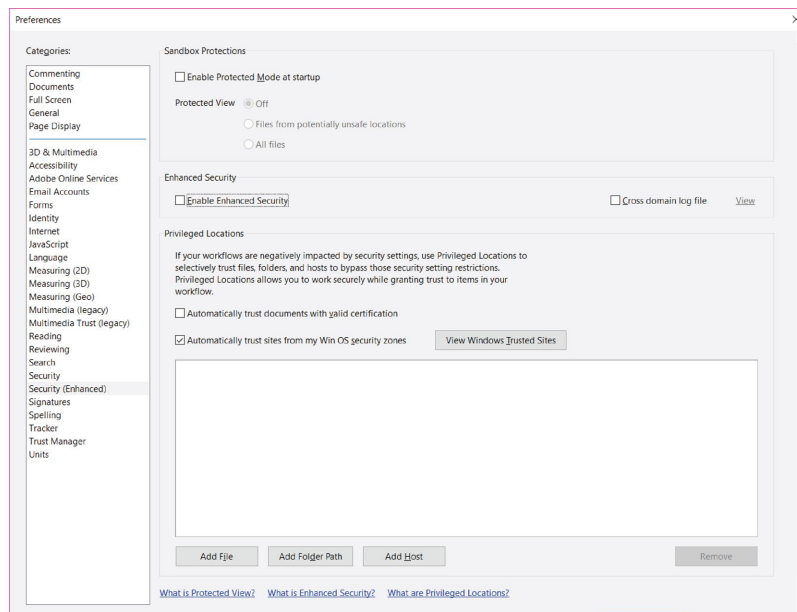 Preferences
Categories:
Commenting
Documents
Full Screen
General
Page Display
3D & Multimedia
Accessibility
Adobe Online Services
Email Accounts
Forms
Identity
Internet
JavaScript
Language
Measuring (2D)
Measuring (3D)
Measuring (Geo)
Multimedia (legacy)
Multimedia Trust (legacy)
Reading
Reviewing
Search
Security
Security (Enhanced)
Signatures
Spelling
Tracker
Trust Manager
Units
Sandbox Protections
Enable Protected Mode at startup
Protected View
Off
Files from potentially unsafe locations
All files
Enhanced Security
Enable Enhanced Security
Cross domain log file
View
Privileged Locations
If your workflows are negatively impacted by security settings, use Privileged Locations to
selectively trust files, folders, and hosts to bypass those security setting restrictions.
Privileged Locations allows you to work securely while granting trust to items in your
workflow.
Automatically trust documents with valid certification
Automatically trust sites from my Win OS security zones
View Windows Trusted Sites
Add File
Add Folder Path
Add Host
Remove
What is Protected View?
What is Enhanced Security?
What are Privileged Locations?